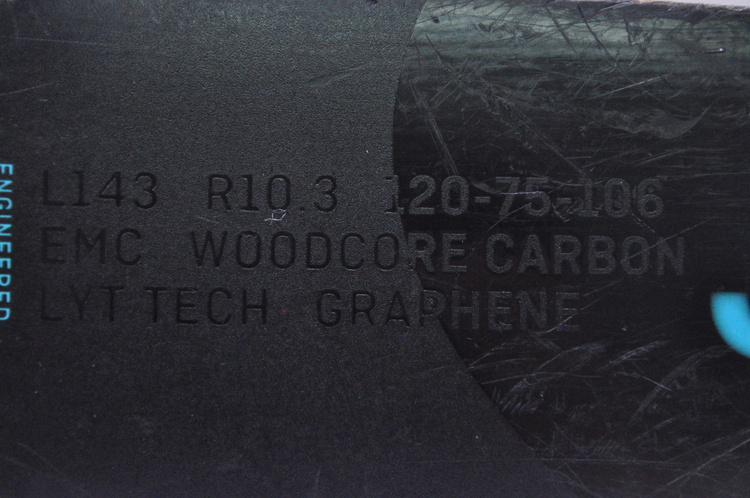 L143 R10.3 120-75-106
EMC WOODCORE CARBON
LYT TECH GRAPHENE
ENGINEERED